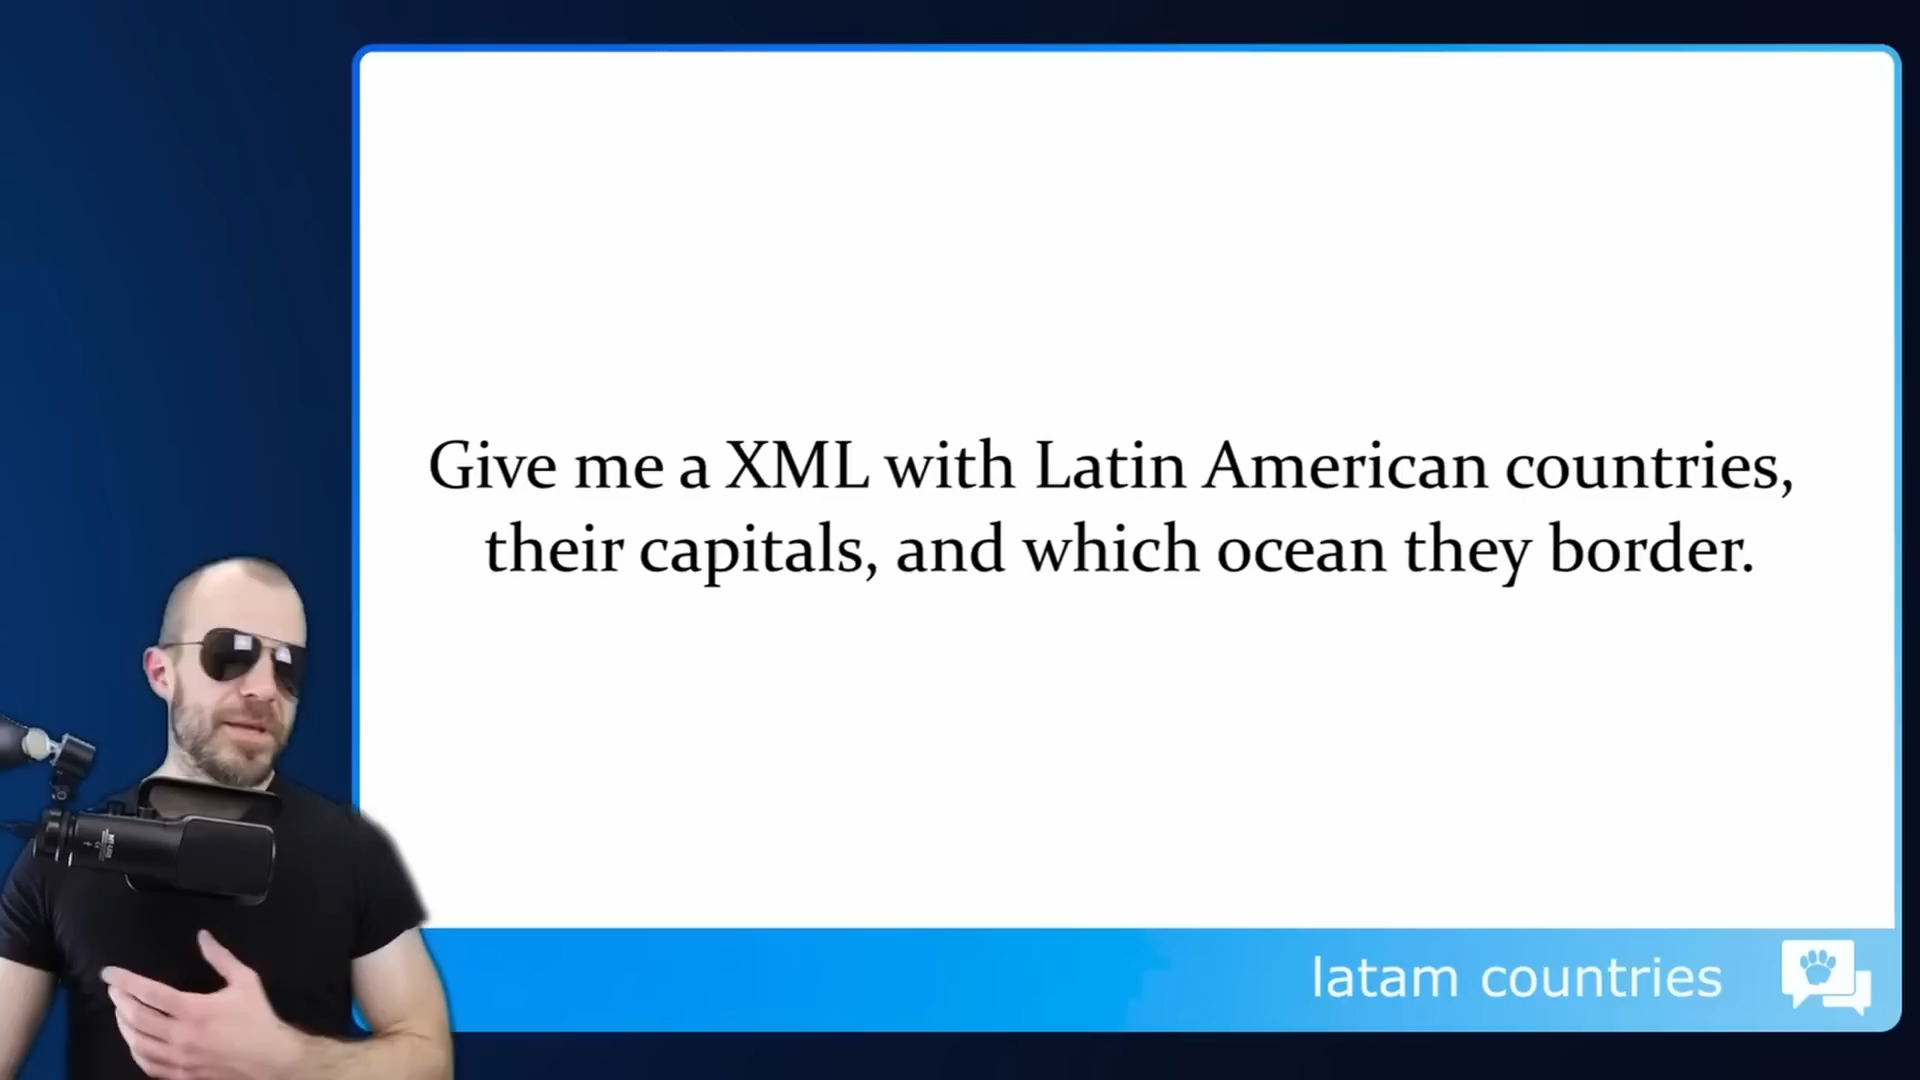 Give me a XML with Latin American countries,
their capitals, and which ocean they border.
latam countries